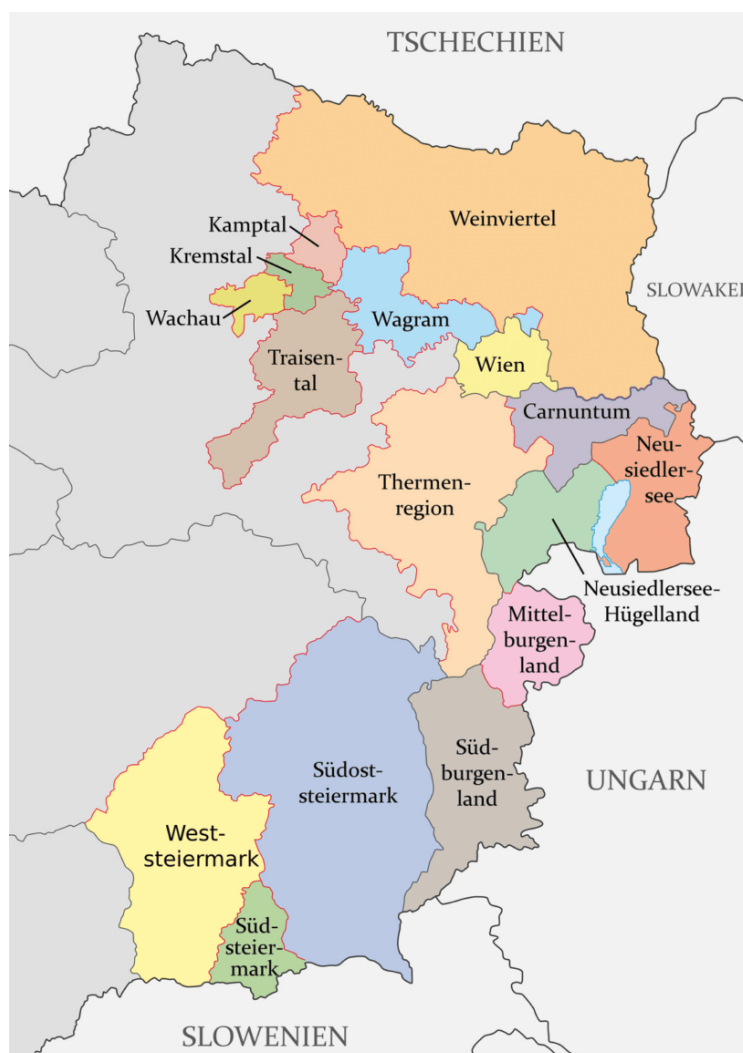 TSCHECHIEN
Weinviertel
Kamptal
Kremstal
SLOWAKEI
Wachau
Wagram
Traisen-
tal
Wien
Carnuntum
Neu-
siedler-
see
Thermen-
region
Neusiedlersee-
Hügelland
Mittel-
burgen-
land
Süd-
burgen-
land
Südost-
steiermark
UNGARN
West-
steiermark
Süd-
steier-
mark
SLOWENIEN